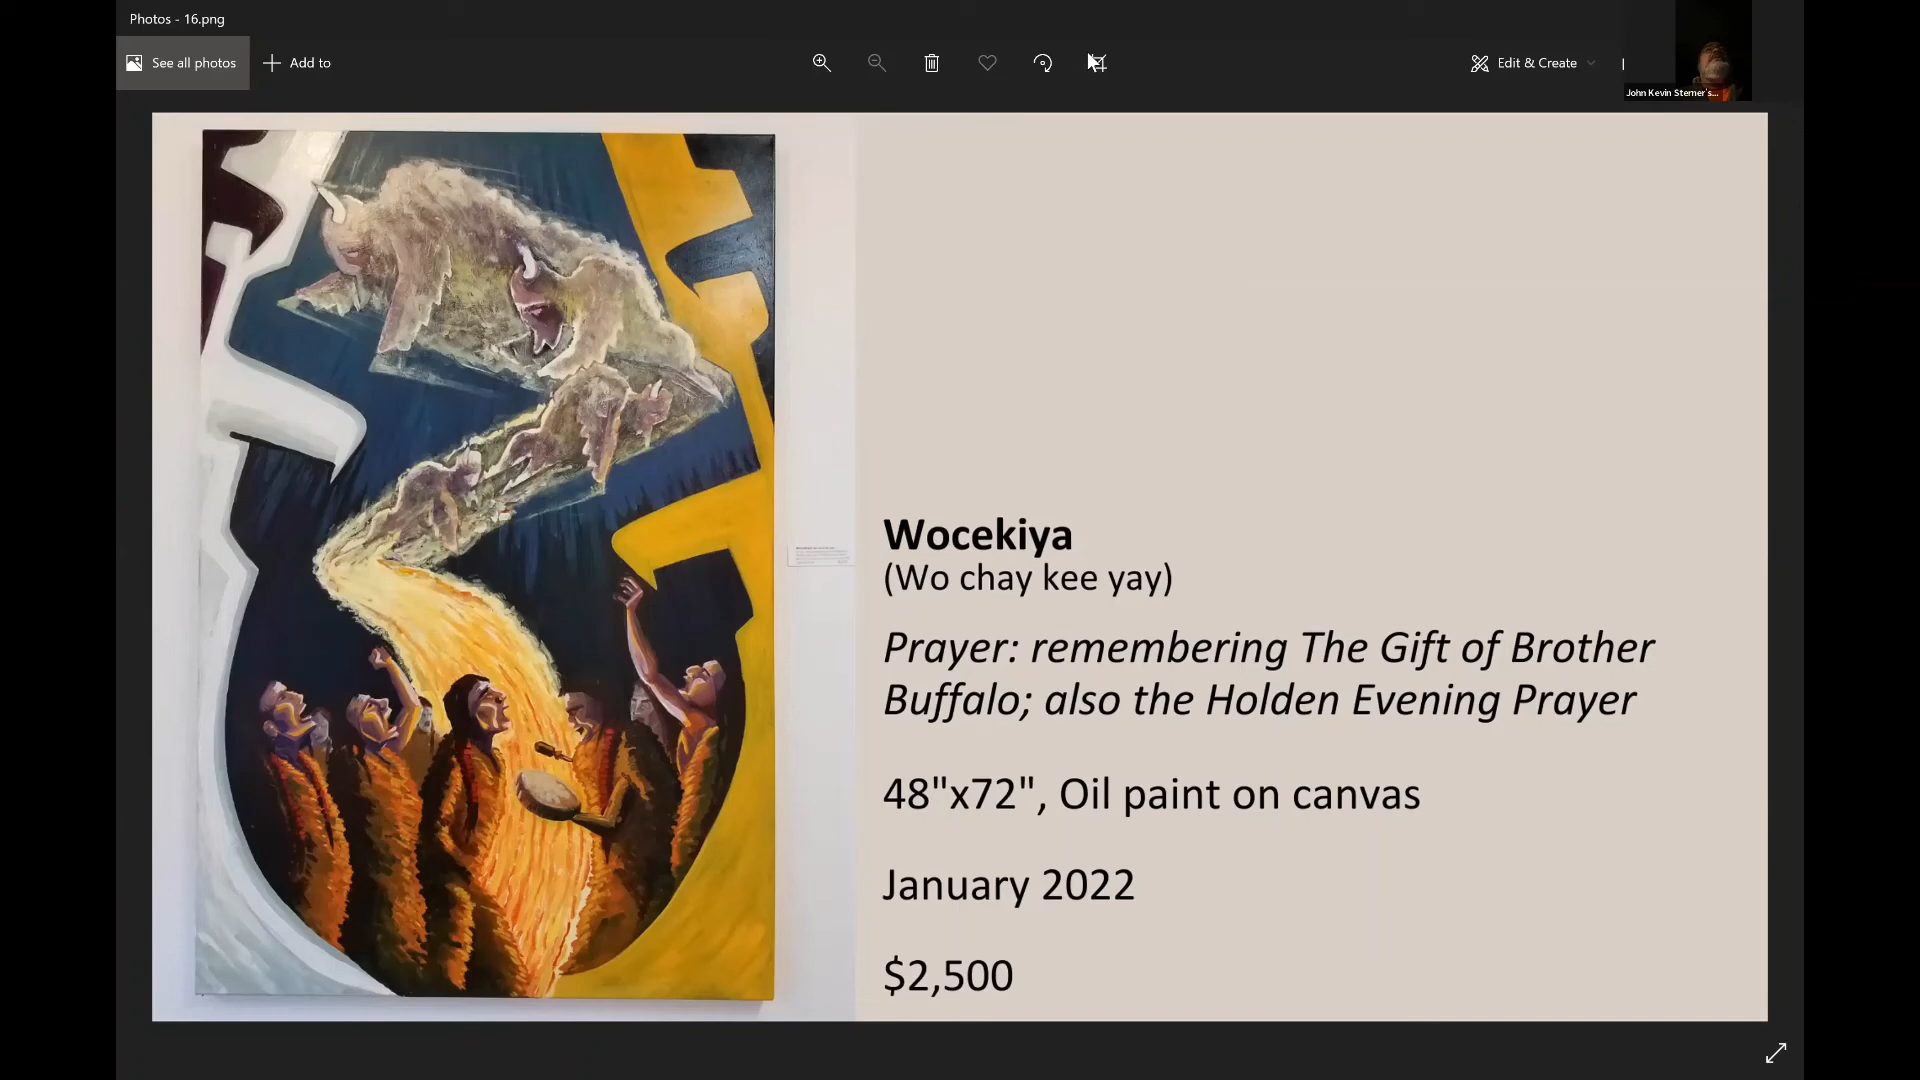 Photos - 16.png
See all photos
Add to
Edit & Create
John Kevin Sterner's...
Wocekiya
(Wo chay kee yay)
Prayer: remembering The Gift of Brother
Buffalo; also the Holden Evening Prayer
48"x72", Oil paint on canvas
January 2022
$2,500